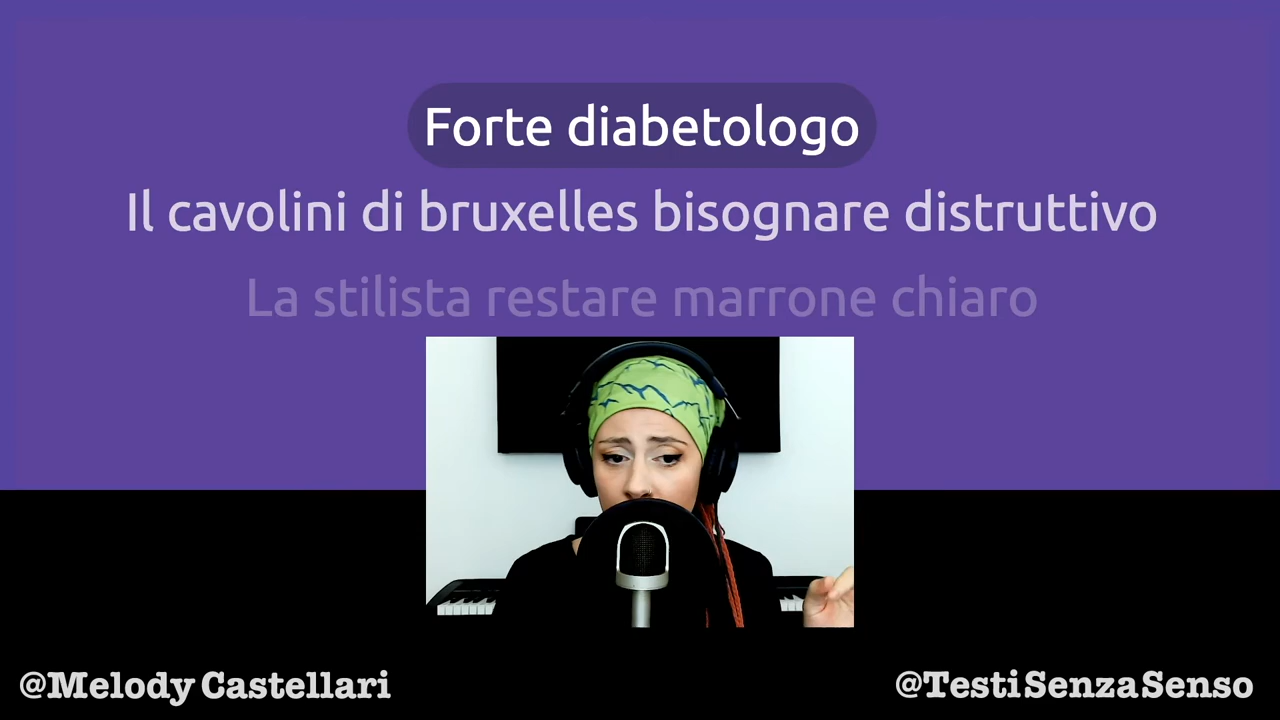 Forte diabetologo
Il cavolini di bruxelles bisognare distruttivo
La stilista restare marrone chiaro
@Melody Castellari
@TestiSenzaSenso